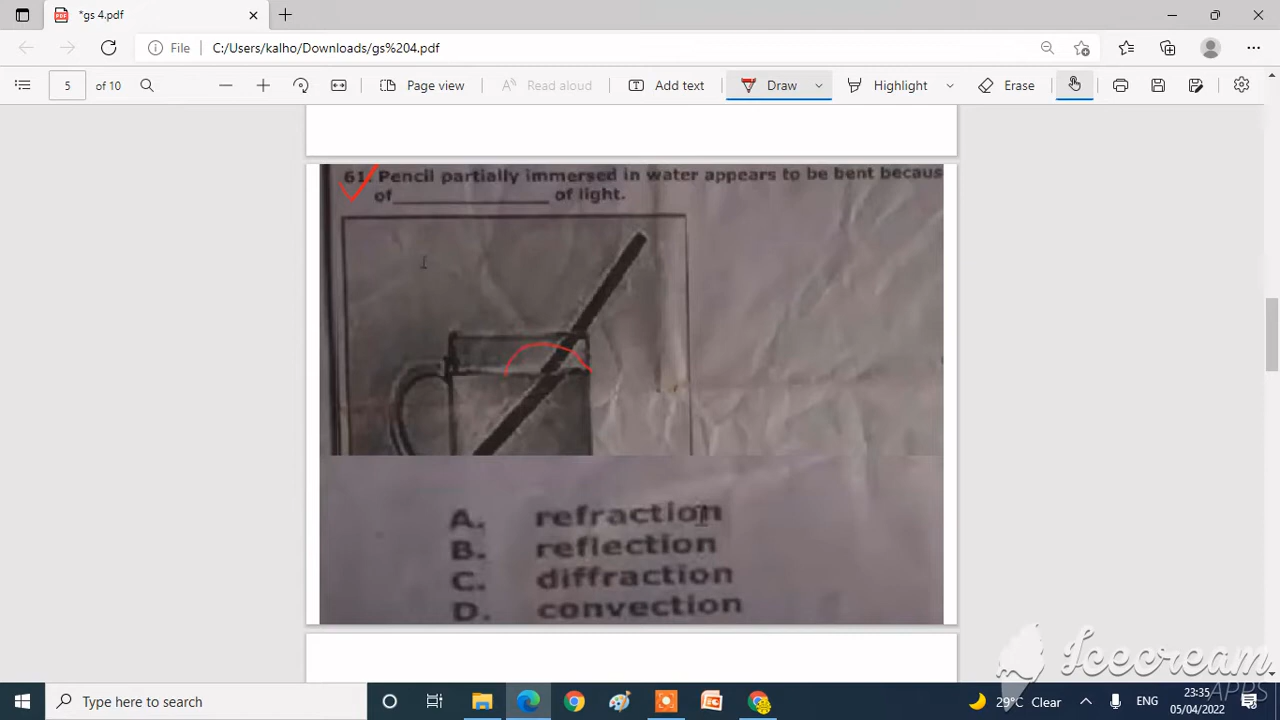 *gs 4.pdf
File C:/Users/kalho/Downloads/gs%204.pdf
5 of 10 Page view Read aloud Add text Draw Highlight Erase
61. Pencil partially immersed in water appears to be bent becaus
of____________ of light.
A. refraction
B. reflection
C. diffraction
D. convection
Icecream
APPS
Type here to search
29°C Clear ENG 23:35
05/04/2022